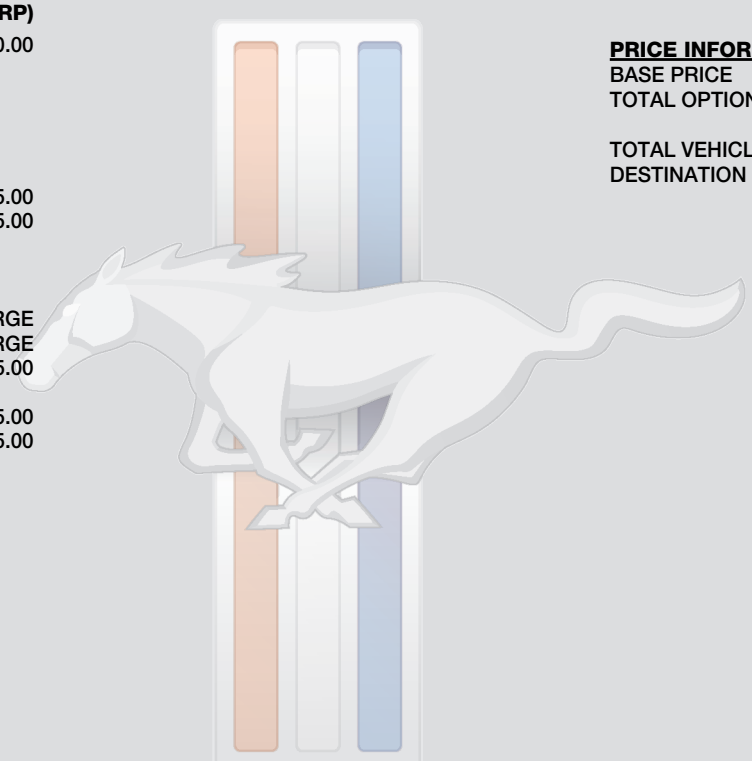 RP)
0.00
5.00
5.00
RGE
RGE
5.00
5.00
5.00
PRICE INFOR
BASE PRICE
TOTAL OPTION
TOTAL VEHICL
DESTINATION